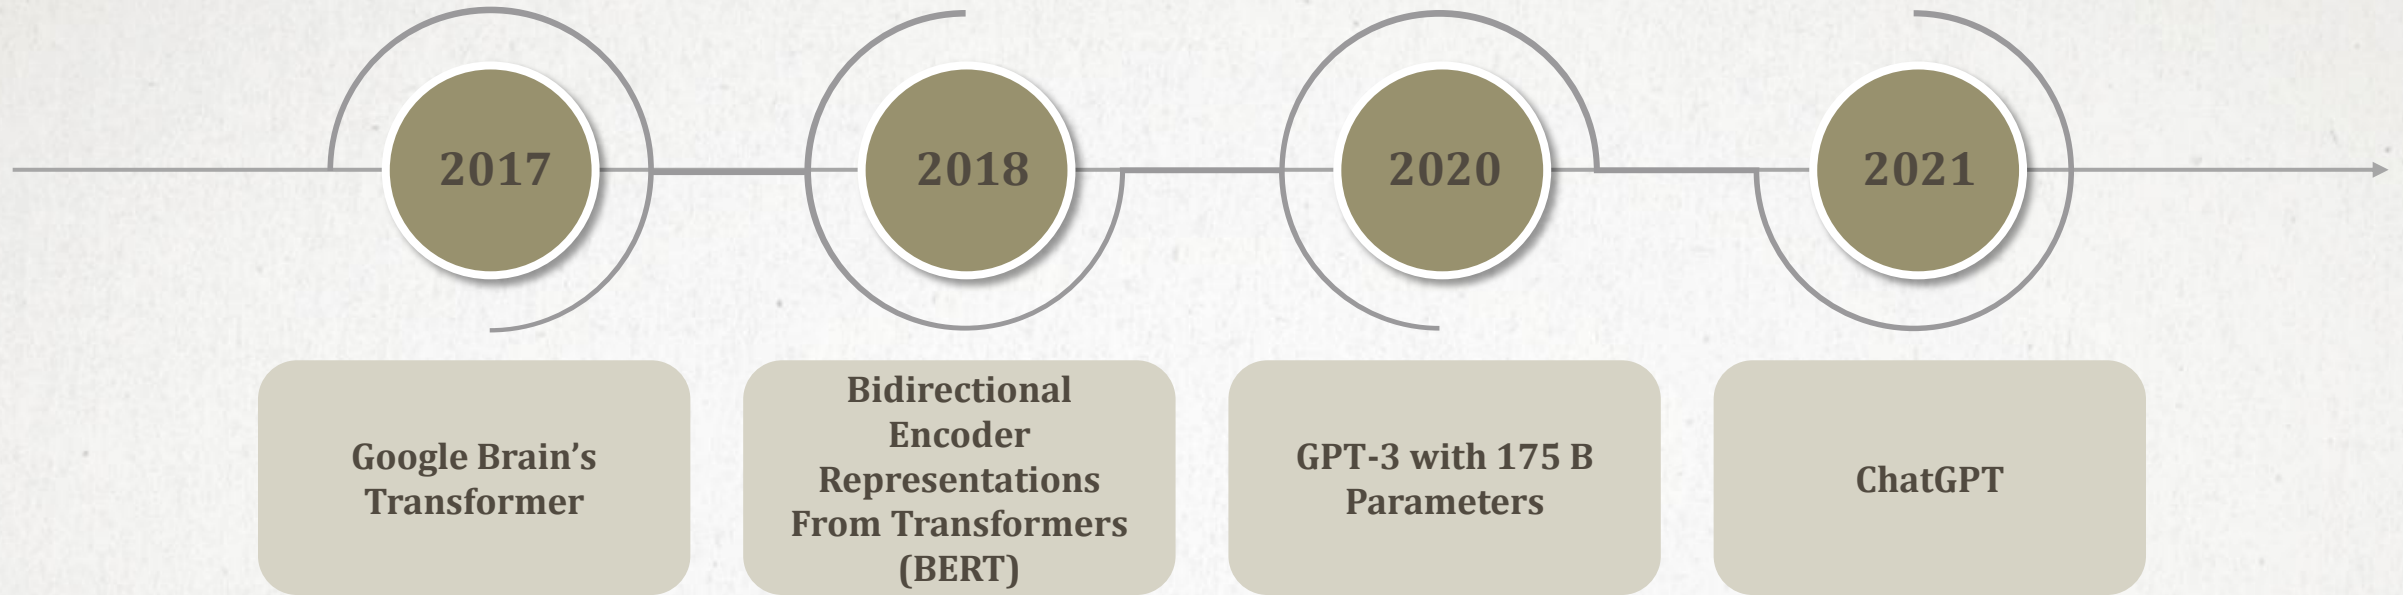 2017
2018
2020
2021
Google Brain’s
Transformer
Bidirectional
Encoder
Representations
From Transformers
(BERT)
GPT-3 with 175 B
Parameters
ChatGPT